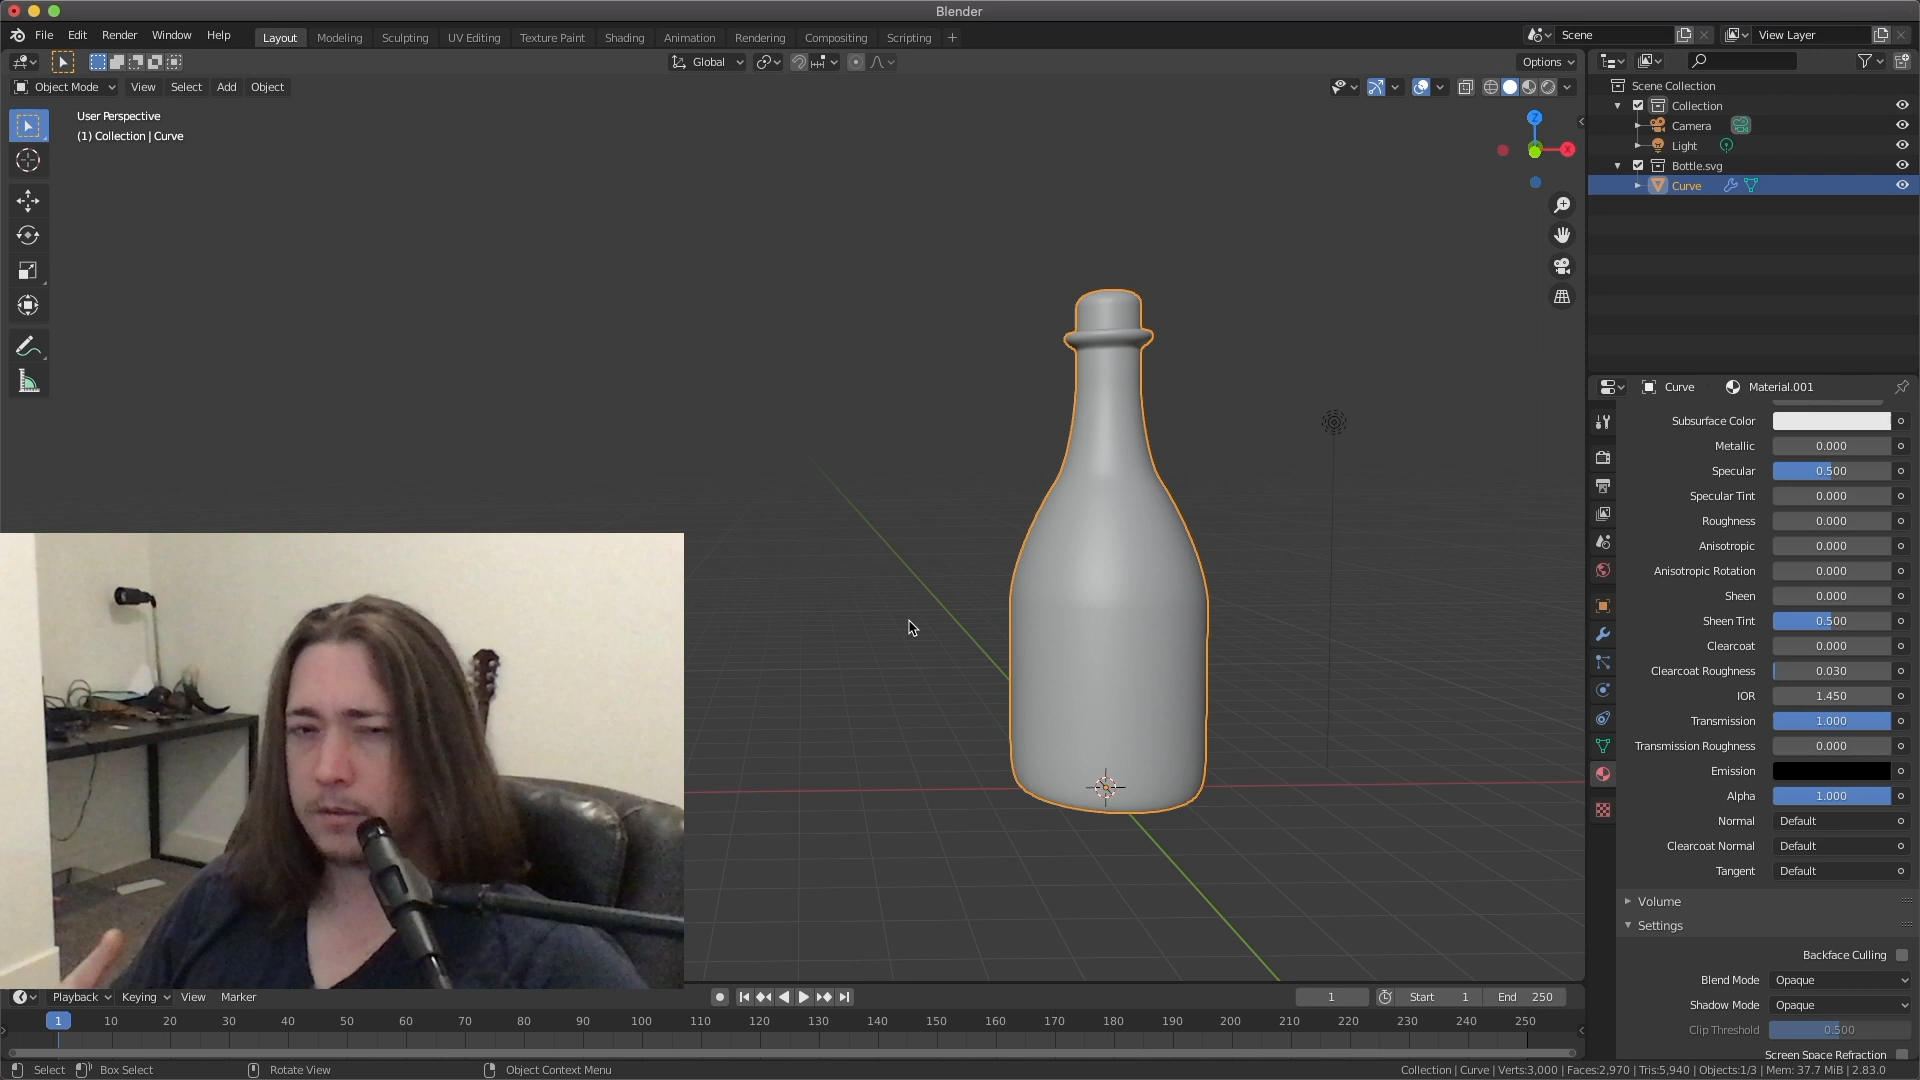 Blender
File Edit Render Window Help
Layout Modeling Sculpting UV Editing Texture Paint Shading Animation Rendering Compositing Scripting +
Scene
View Layer
Global
Options
Object Mode View Select Add Object
User Perspective
(1) Collection | Curve
Z
X
Scene Collection
Collection
Camera
Light
Bottle.svg
Curve
Curve Material.001
Subsurface Color
Metallic 0.000
Specular 0.500
Specular Tint 0.000
Roughness 0.000
Anisotropic 0.000
Anisotropic Rotation 0.000
Sheen 0.000
Sheen Tint 0.500
Clearcoat 0.000
Clearcoat Roughness 0.030
IOR 1.450
Transmission 1.000
Transmission Roughness 0.000
Emission
Alpha 1.000
Normal Default
Clearcoat Normal Default
Tangent Default
Volume
Settings
Backface Culling
Blend Mode Opaque
Shadow Mode Opaque
Clip Threshold 0.500
Screen Space Refraction
Playback Keying View Marker
1 Start 1 End 250
1 10 20 30 40 50 60 70 80 90 100 110 120 130 140 150 160 170 180 190 200 210 220 230 240 250
Select Box Select Rotate View Object Context Menu
Collection | Curve | Verts:3,000 | Faces:2,970 | Tris:5,940 | Objects:1/3 | Mem: 37.7 MiB | 2.83.0